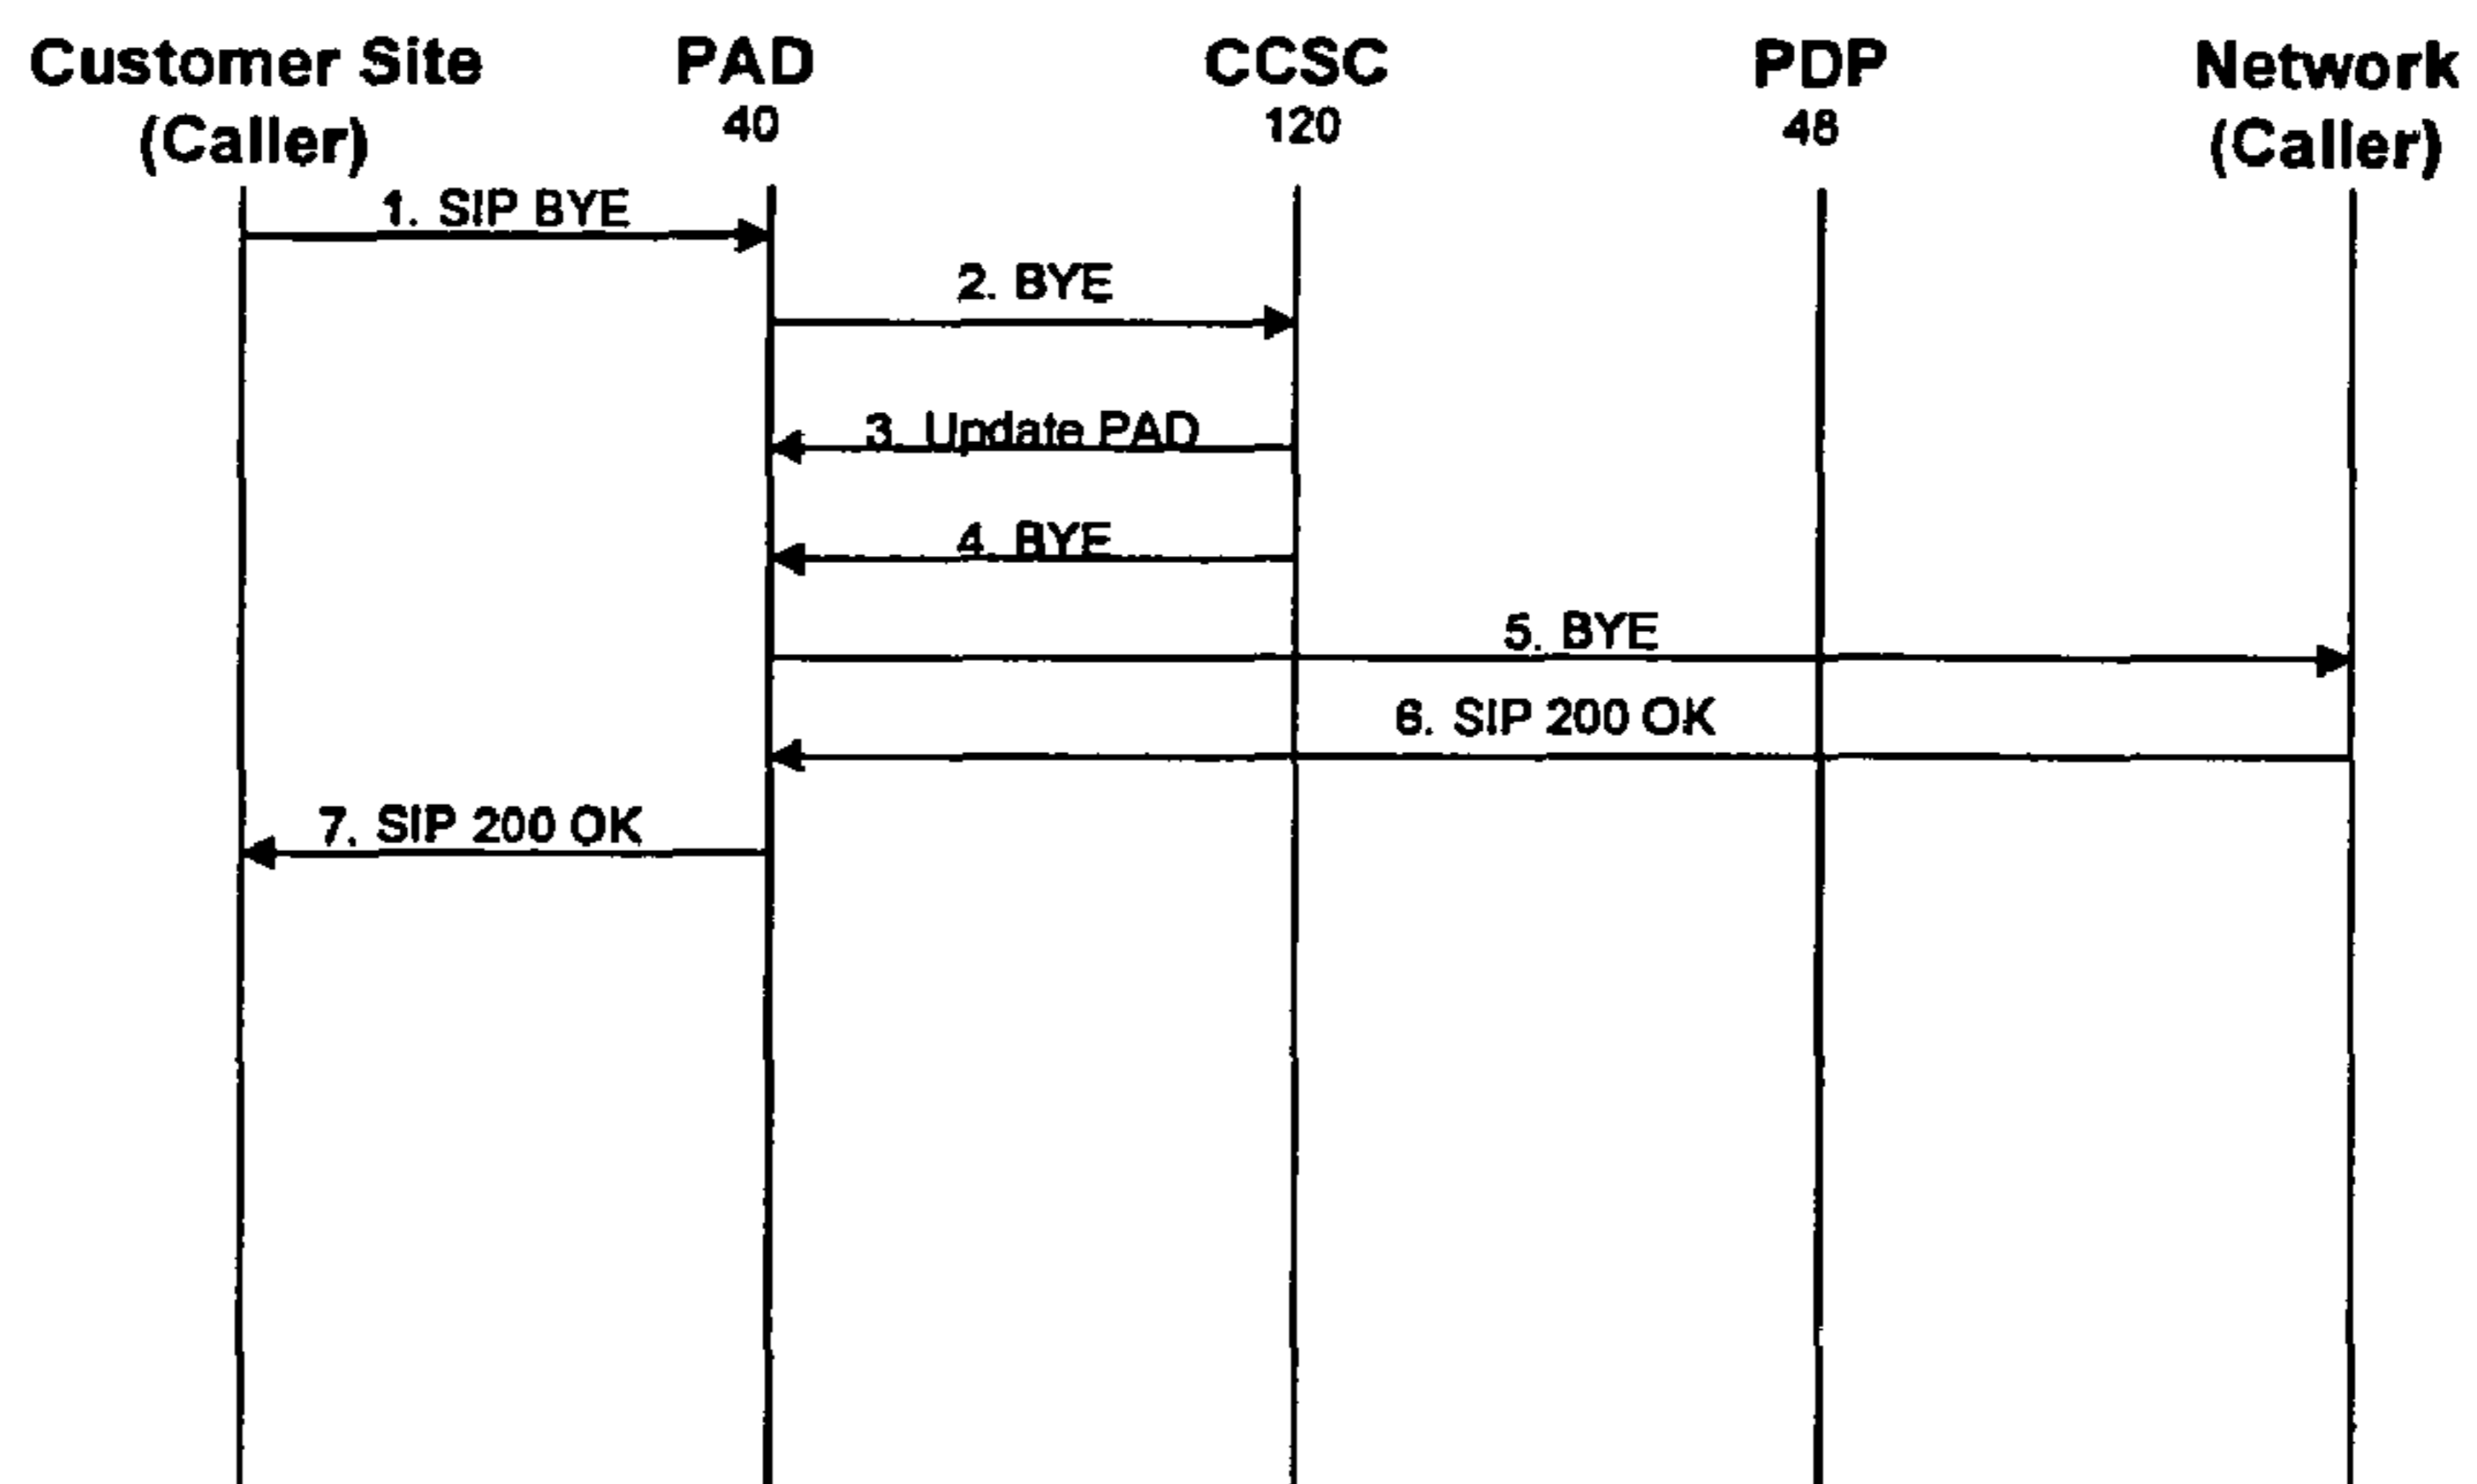 Customer Site PAD CCSC PDP Network
(Caller) 40 120 48 (Caller)
1. SIP BYE
2. BYE
3. Update PAD
4. BYE
5. BYE
6. SIP 200 OK
7. SIP 200 OK